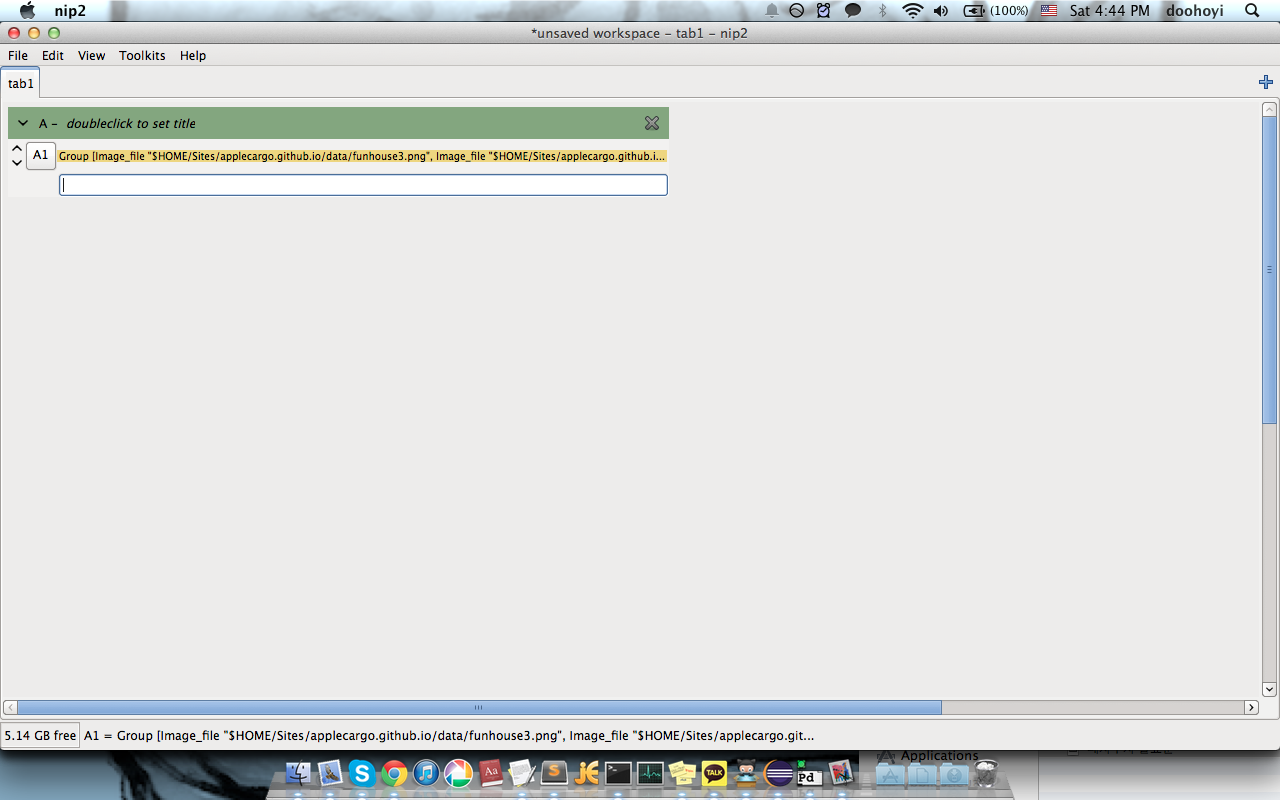 nip2 (100%) Sat 4:44 PM doohoyi
*unsaved workspace – tab1 – nip2
File Edit View Toolkits Help
tab1
A – doubleclick to set title
A1 Group [Image_file "$HOME/Sites/applecargo.github.io/data/funhouse3.png", Image_file "$HOME/Sites/applecargo.github.i...
5.14 GB free A1 = Group [Image_file "$HOME/Sites/applecargo.github.io/data/funhouse3.png", Image_file "$HOME/Sites/applecargo.git...
Applications
Aa
S
TALK
Pd